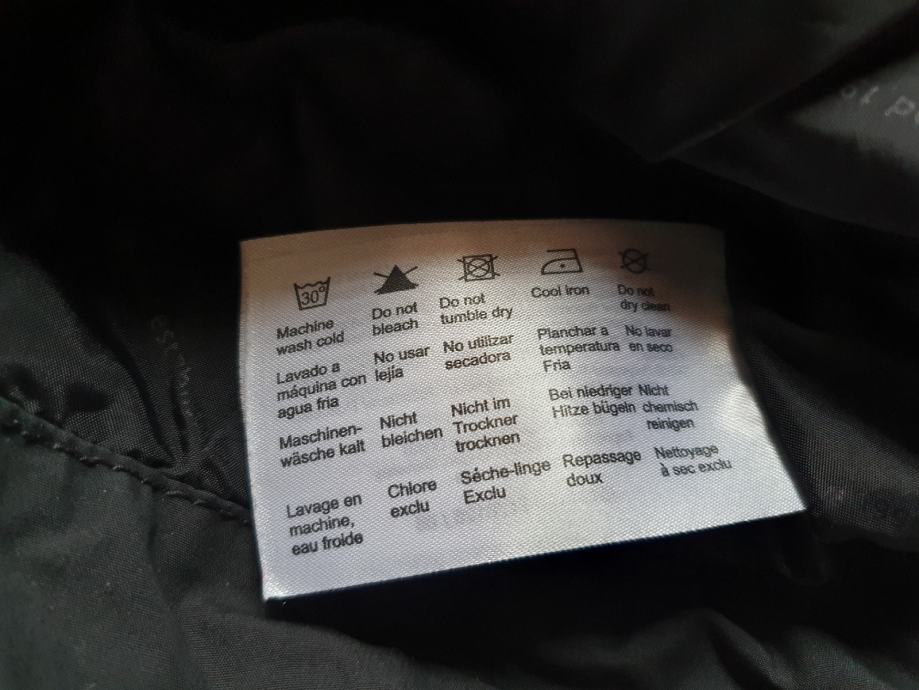 30°
Machine
wash cold
Do not
bleach
Do not
tumble dry
Cool iron
Do not
dry clean
Lavado a
máquina con
agua fria
No usar
lejía
No utilizar
secadora
Planchar a
temperatura
Fria
No lavar
en seco
Maschinen-
wäsche kalt
Nicht
bleichen
Nicht im
Trockner
trocknen
Bei niedriger
Hitze bügeln
Nicht
chemisch
reinigen
Lavage en
machine,
eau froide
Chlore
exclu
Séche-linge
Exclu
Repassage
doux
Nettoyage
à sec exclu